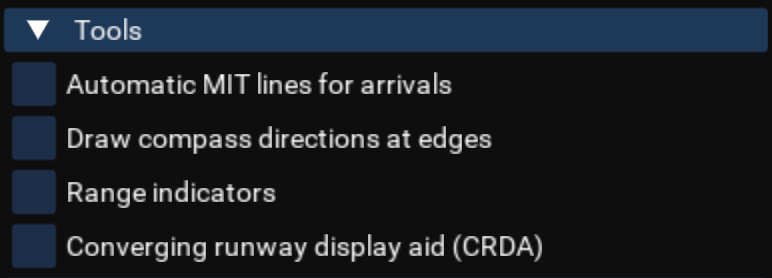 Tools
Automatic MIT lines for arrivals
Draw compass directions at edges
Range indicators
Converging runway display aid (CRDA)